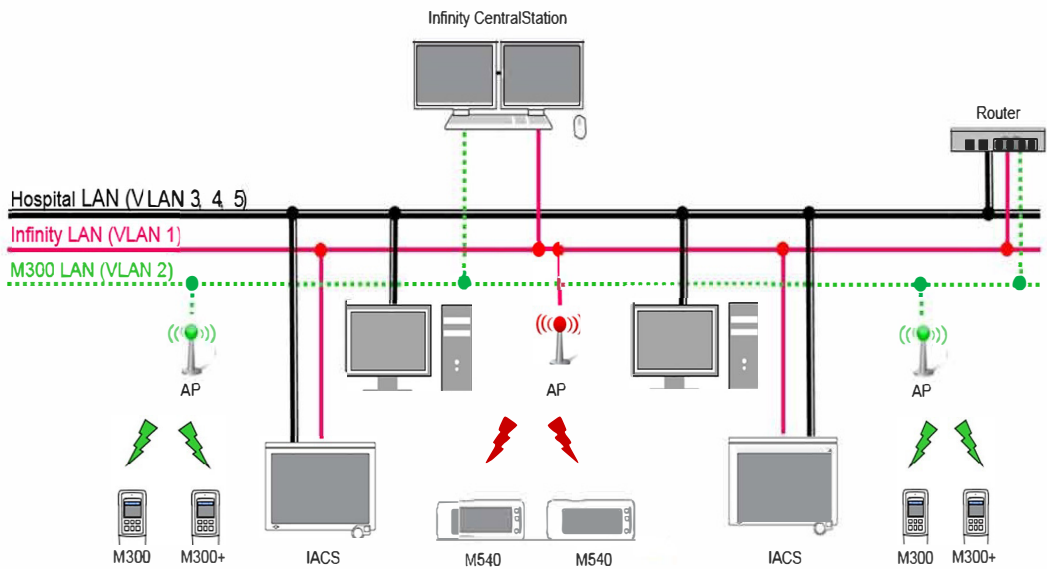 Infinity CentralStation
Router
Hospital LAN (VLAN 3, 4, 5)
Infinity LAN (VLAN 1)
M300 LAN (VLAN 2)
AP
AP
AP
M300
M300+
IACS
M540
M540
IACS
M300
M300+